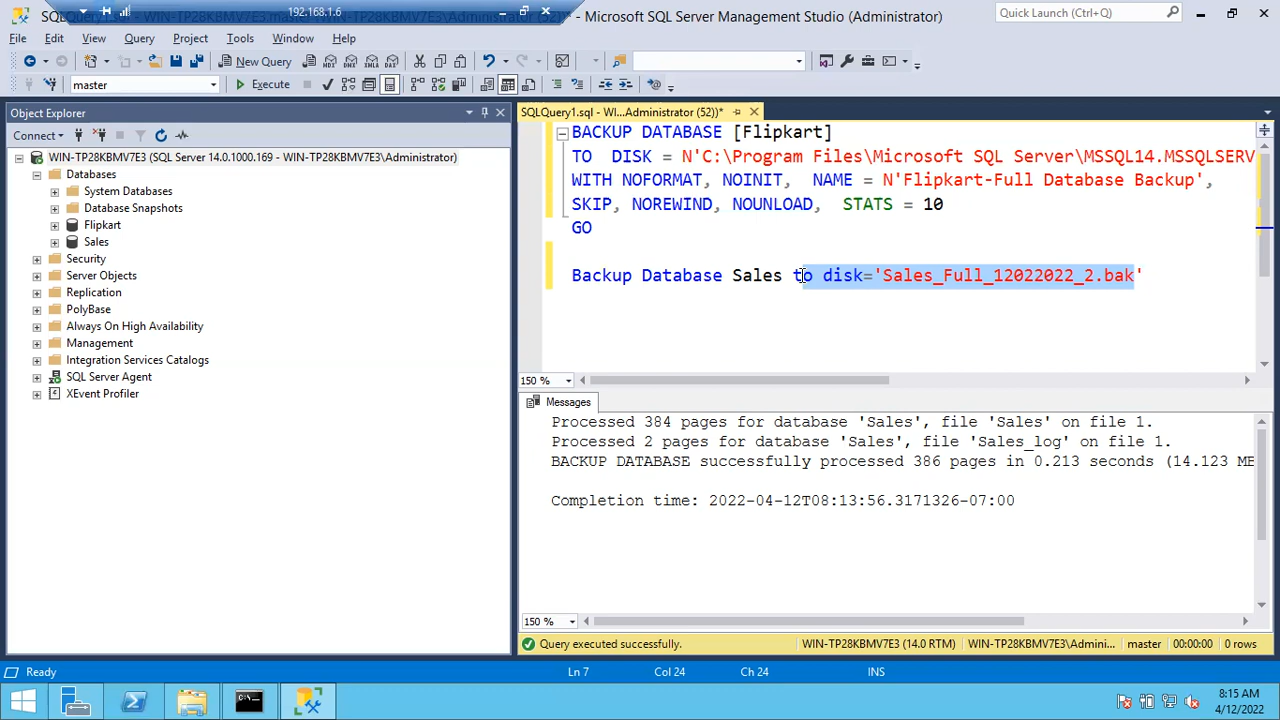 SQLQuery1.sql - WIN-TP28KBMV7E3.master
192.168.1.6
- Microsoft SQL Server Management Studio (Administrator)
Quick Launch (Ctrl+Q)
File Edit View Query Project Tools Window Help
New Query
MDX DMX XMLA DAX
master
Execute
Object Explorer
SQLQuery1.sql - WI...Administrator (52))*
Connect
WIN-TP28KBMV7E3 (SQL Server 14.0.1000.169 - WIN-TP28KBMV7E3\Administrator)
Databases
System Databases
Database Snapshots
Flipkart
Sales
Security
Server Objects
Replication
PolyBase
Always On High Availability
Management
Integration Services Catalogs
SQL Server Agent
XEvent Profiler
BACKUP DATABASE [Flipkart]
TO  DISK = N'C:\Program Files\Microsoft SQL Server\MSSQL14.MSSQLSERV
WITH NOFORMAT, NOINIT,  NAME = N'Flipkart-Full Database Backup',
SKIP, NOREWIND, NOUNLOAD,  STATS = 10
GO
Backup Database Sales to disk='Sales_Full_12022022_2.bak'
150 %
Messages
Processed 384 pages for database 'Sales', file 'Sales' on file 1.
Processed 2 pages for database 'Sales', file 'Sales_log' on file 1.
BACKUP DATABASE successfully processed 386 pages in 0.213 seconds (14.123 ME
Completion time: 2022-04-12T08:13:56.3171326-07:00
150 %
Query executed successfully.
WIN-TP28KBMV7E3 (14.0 RTM)
WIN-TP28KBMV7E3\Admini...
master
00:00:00
0 rows
Ready
Ln 7
Col 24
Ch 24
INS
8:15 AM
4/12/2022